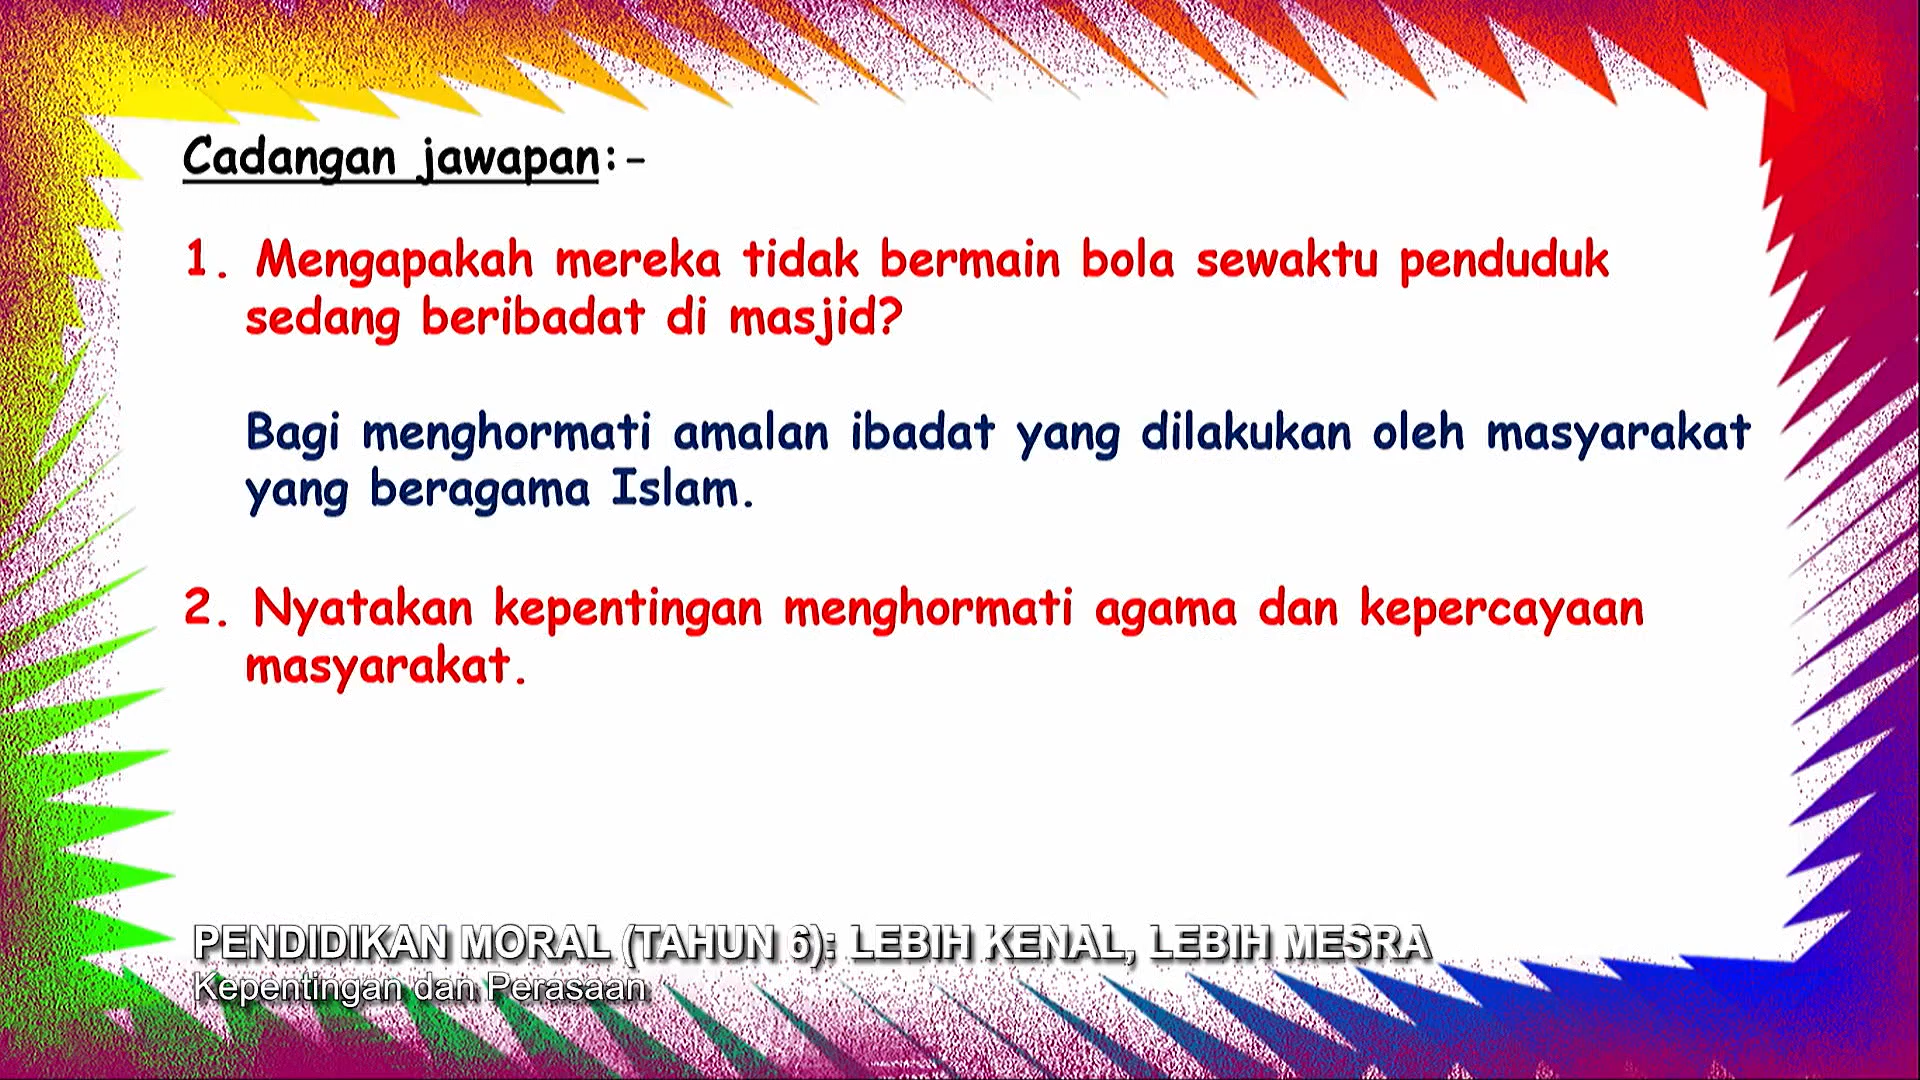 Cadangan jawapan:-
1. Mengapakah mereka tidak bermain bola sewaktu penduduk
sedang beribadat di masjid?
Bagi menghormati amalan ibadat yang dilakukan oleh masyarakat
yang beragama Islam.
2. Nyatakan kepentingan menghormati agama dan kepercayaan
masyarakat.
PENDIDIKAN MORAL (TAHUN 6): LEBIH KENAL, LEBIH MESRA
Kepentingan dan Perasaan